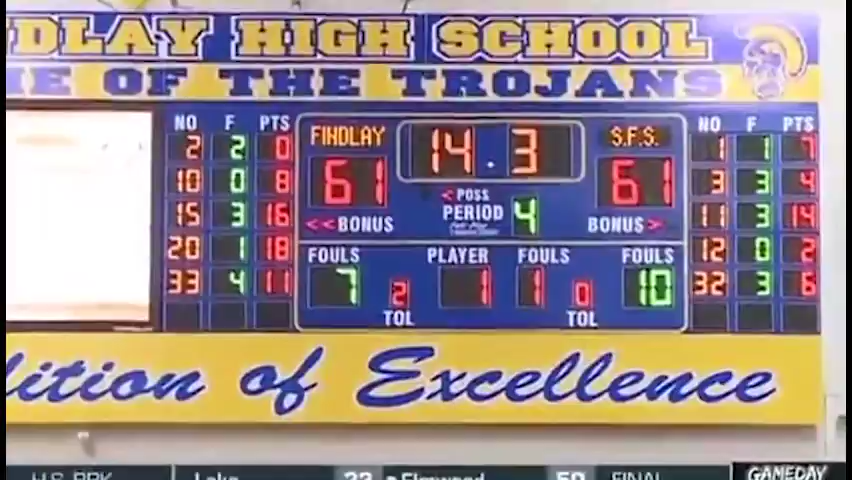 DLAY HIGH SCHOOL
E OF THE TROJANS
NO F PTS
2 2 0
10 0 8
15 3 16
20 1 18
33 4 11
FINDLAY 14.3 S.F.S.
61 61
<POSS
PERIOD 4
<<BONUS BONUS>
FOULS PLAYER FOULS FOULS
7 2 1 1 0 10
TOL TOL
NO F PTS
1 1 7
3 3 4
11 3 14
12 0 2
32 3 6
dition of Excellence
H.S. BBK Lake 33 Elmwood 50 FINAL GAMEDAY